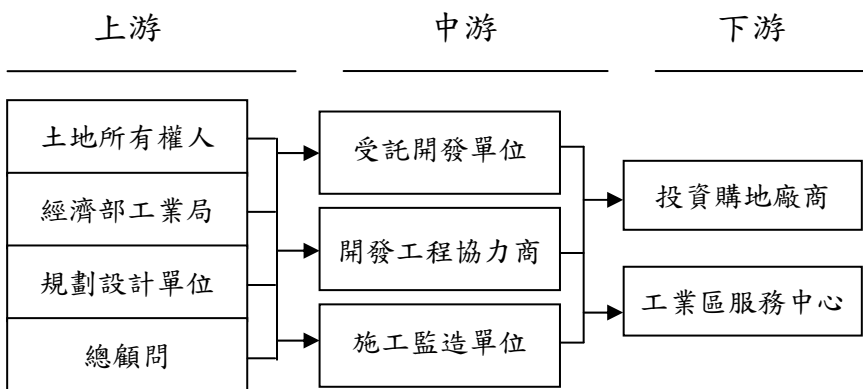 上游
中游
下游
土地所有權人
經濟部工業局
規劃設計單位
總顧問
受託開發單位
開發工程協力商
施工監造單位
投資購地廠商
工業區服務中心